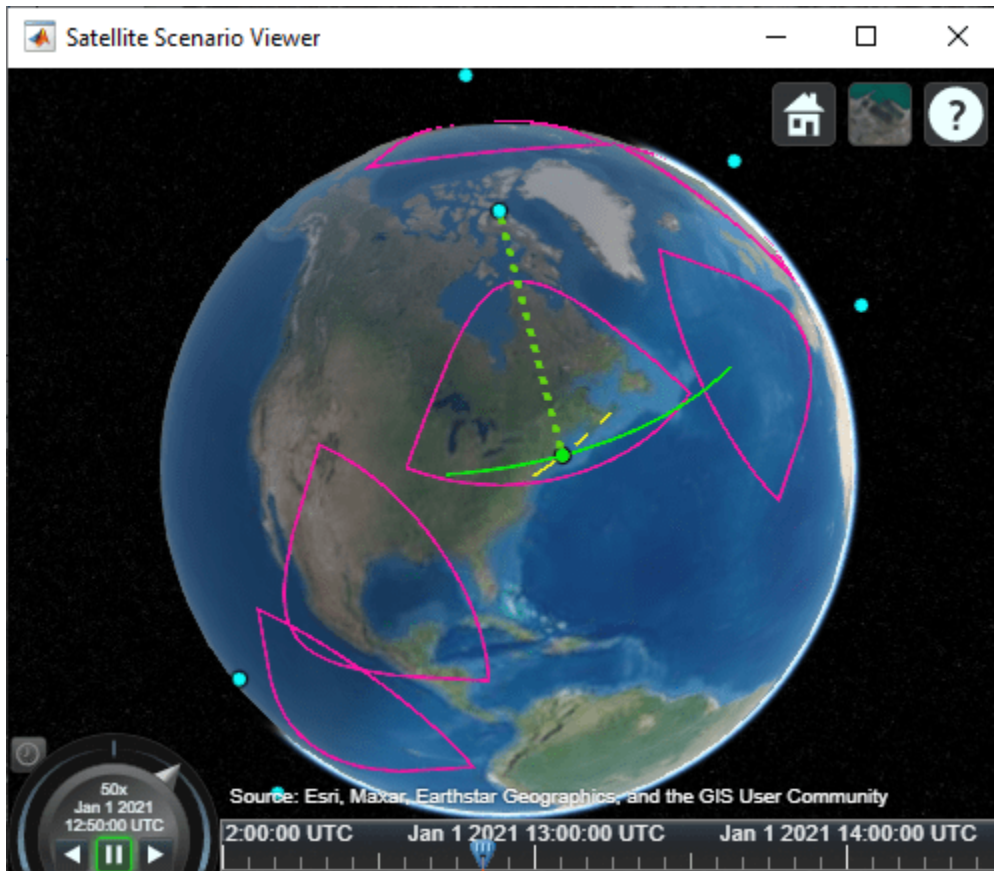 Satellite Scenario Viewer
?
50x
Jan 1 2021
12:50:00 UTC
Source: Esri, Maxar, Earthstar Geographics, and the GIS User Community
2:00:00 UTC Jan 1 2021 13:00:00 UTC Jan 1 2021 14:00:00 UTC